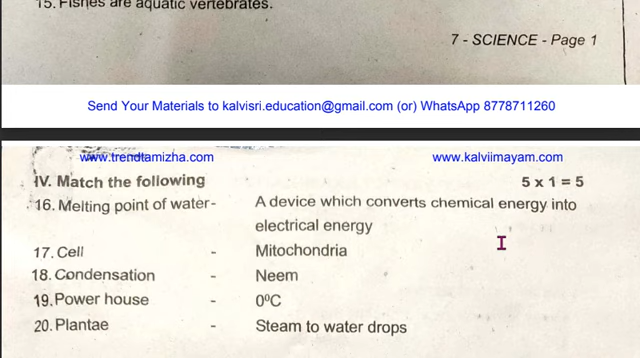 15. Fishes are aquatic vertebrates.
7 - SCIENCE - Page 1
Send Your Materials to kalvisri.education@gmail.com (or) WhatsApp 8778711260
www.trendtamizha.com www.kalviimayam.com
IV. Match the following 5 x 1 = 5
16. Melting point of water- A device which converts chemical energy into
electrical energy
17. Cell - Mitochondria
18. Condensation - Neem
19. Power house - 0⁰C
20. Plantae - Steam to water drops